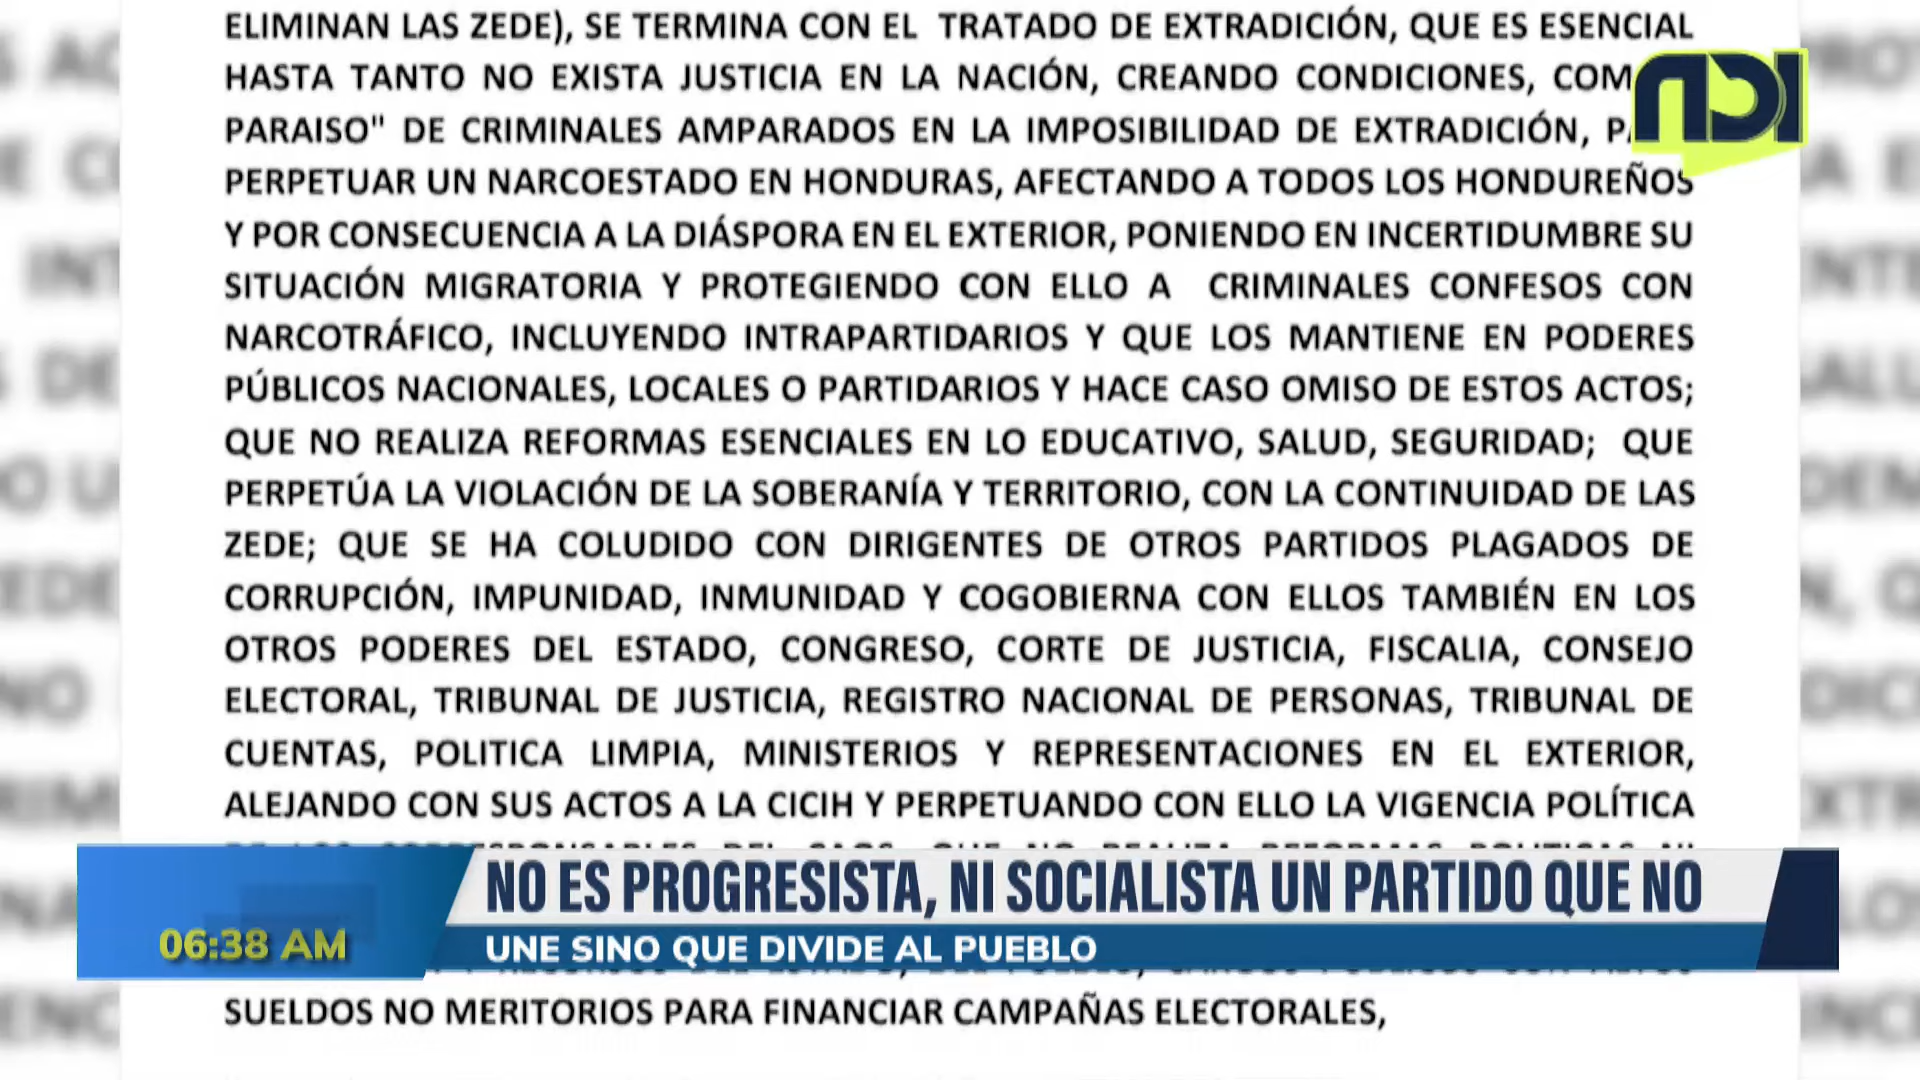 ELIMINAN LAS ZEDE), SE TERMINA CON EL TRATADO DE EXTRADICIÓN, QUE ES ESENCIAL
HASTA TANTO NO EXISTA JUSTICIA EN LA NACIÓN, CREANDO CONDICIONES,
NDI
PARAISO" DE CRIMINALES AMPARADOS EN LA IMPOSIBILIDAD DE EXTRADICIÓN,
PERPETUAR UN NARCOESTADO EN HONDURAS, AFECTANDO A TODOS LOS HONDUREÑOS
Y POR CONSECUENCIA A LA DIÁSPORA EN EL EXTERIOR, PONIENDO EN INCERTIDUMBRE SU
SITUACIÓN MIGRATORIA Y PROTEGIENDO CON ELLO A CRIMINALES CONFESOS CON
NARCOTRÁFICO, INCLUYENDO INTRAPARTIDARIOS Y QUE LOS MANTIENE EN PODERES
PÚBLICOS NACIONALES, LOCALES O PARTIDARIOS Y HACE CASO OMISO DE ESTOS ACTOS;
QUE NO REALIZA REFORMAS ESENCIALES EN LO EDUCATIVO, SALUD, SEGURIDAD; QUE
PERPETÚA LA VIOLACIÓN DE LA SOBERANÍA Y TERRITORIO, CON LA CONTINUIDAD DE LAS
ZEDE; QUE SE HA COLUDIDO CON DIRIGENTES DE OTROS PARTIDOS PLAGADOS DE
CORRUPCIÓN, IMPUNIDAD, INMUNIDAD Y COGOBIERNA CON ELLOS TAMBIÉN EN LOS
OTROS PODERES DEL ESTADO, CONGRESO, CORTE DE JUSTICIA, FISCALIA, CONSEJO
ELECTORAL, TRIBUNAL DE JUSTICIA, REGISTRO NACIONAL DE PERSONAS, TRIBUNAL DE
CUENTAS, POLITICA LIMPIA, MINISTERIOS Y REPRESENTACIONES EN EL EXTERIOR,
ALEJANDO CON SUS ACTOS A LA CICIH Y PERPETUANDO CON ELLO LA VIGENCIA POLÍTICA
NO ES PROGRESISTA, NI SOCIALISTA UN PARTIDO QUE NO
06:38 AM
UNE SINO QUE DIVIDE AL PUEBLO
SUELDOS NO MERITORIOS PARA FINANCIAR CAMPAÑAS ELECTORALES,